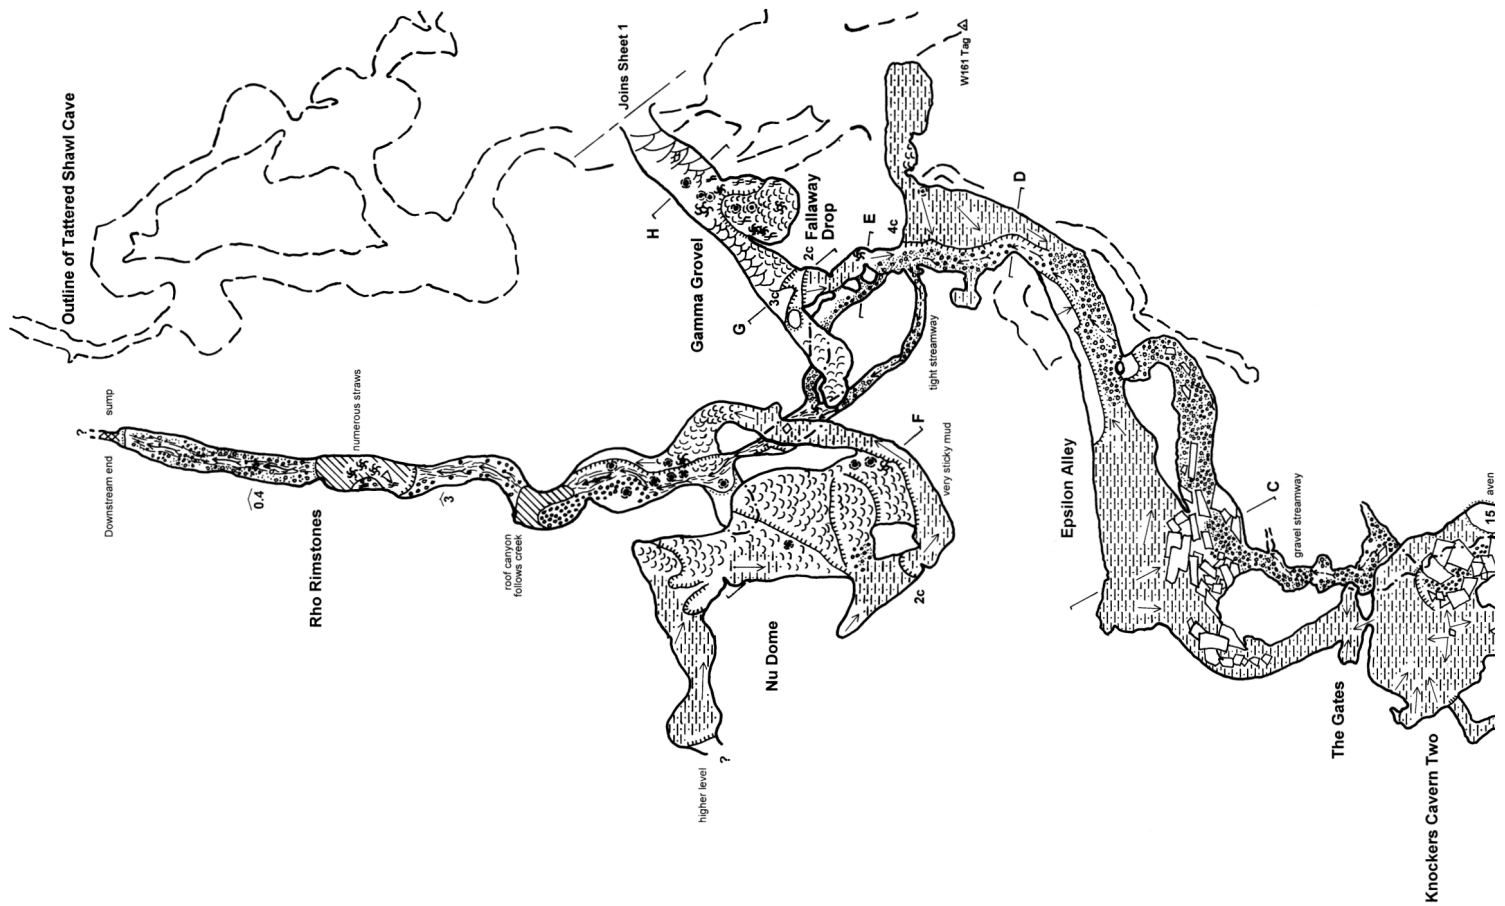 Outline of Tattered Shawl Cave
Downstream end
?
sump
0.4
numerous straws
3
Rho Rimstones
roof canyon
follows creek
Joins Sheet 1
H
Gamma Grovel
G
3c
2c
Fallaway
Drop
E
4c
W161 Tag
D
tight streamway
F
very sticky mud
2c
Nu Dome
higher level
?
Epsilon Alley
C
gravel streamway
The Gates
15
aven
Knockers Cavern Two